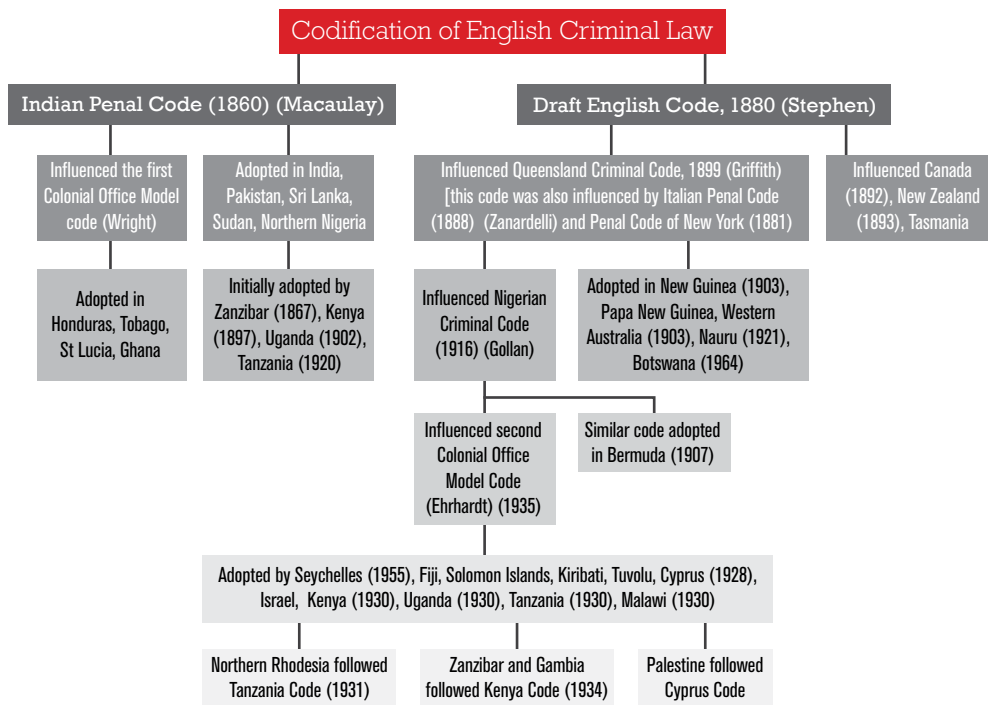 Codification of English Criminal Law
Indian Penal Code (1860) (Macaulay)
Draft English Code, 1880 (Stephen)
Influenced the first
Colonial Office Model
code (Wright)
Adopted in India,
Pakistan, Sri Lanka,
Sudan, Northern Nigeria
Influenced Queensland Criminal Code, 1899 (Griffith)
[this code was also influenced by Italian Penal Code
(1888) (Zanardelli) and Penal Code of New York (1881)
Influenced Canada
(1892), New Zealand
(1893), Tasmania
Adopted in
Honduras, Tobago,
St Lucia, Ghana
Initially adopted by
Zanzibar (1867), Kenya
(1897), Uganda (1902),
Tanzania (1920)
Influenced Nigerian
Criminal Code
(1916) (Gollan)
Adopted in New Guinea (1903),
Papa New Guinea, Western
Australia (1903), Nauru (1921),
Botswana (1964)
Influenced second
Colonial Office
Model Code
(Ehrhardt) (1935)
Similar code adopted
in Bermuda (1907)
Adopted by Seychelles (1955), Fiji, Solomon Islands, Kiribati, Tuvolu, Cyprus (1928),
Israel, Kenya (1930), Uganda (1930), Tanzania (1930), Malawi (1930)
Northern Rhodesia followed
Tanzania Code (1931)
Zanzibar and Gambia
followed Kenya Code (1934)
Palestine followed
Cyprus Code